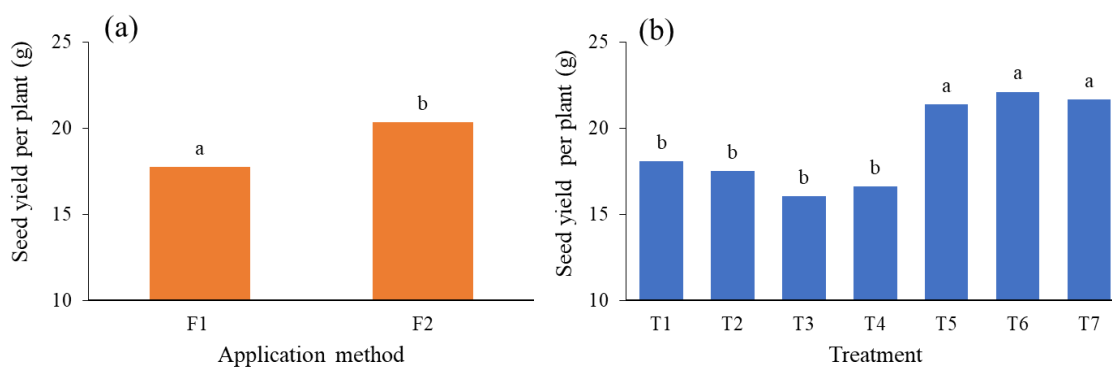 (a)
Seed yield per plant (g)
25
20
15
10
a
b
F1 F2
Application method
(b)
Seed yield per plant (g)
25
20
15
10
b b b b a a a
T1 T2 T3 T4 T5 T6 T7
Treatment